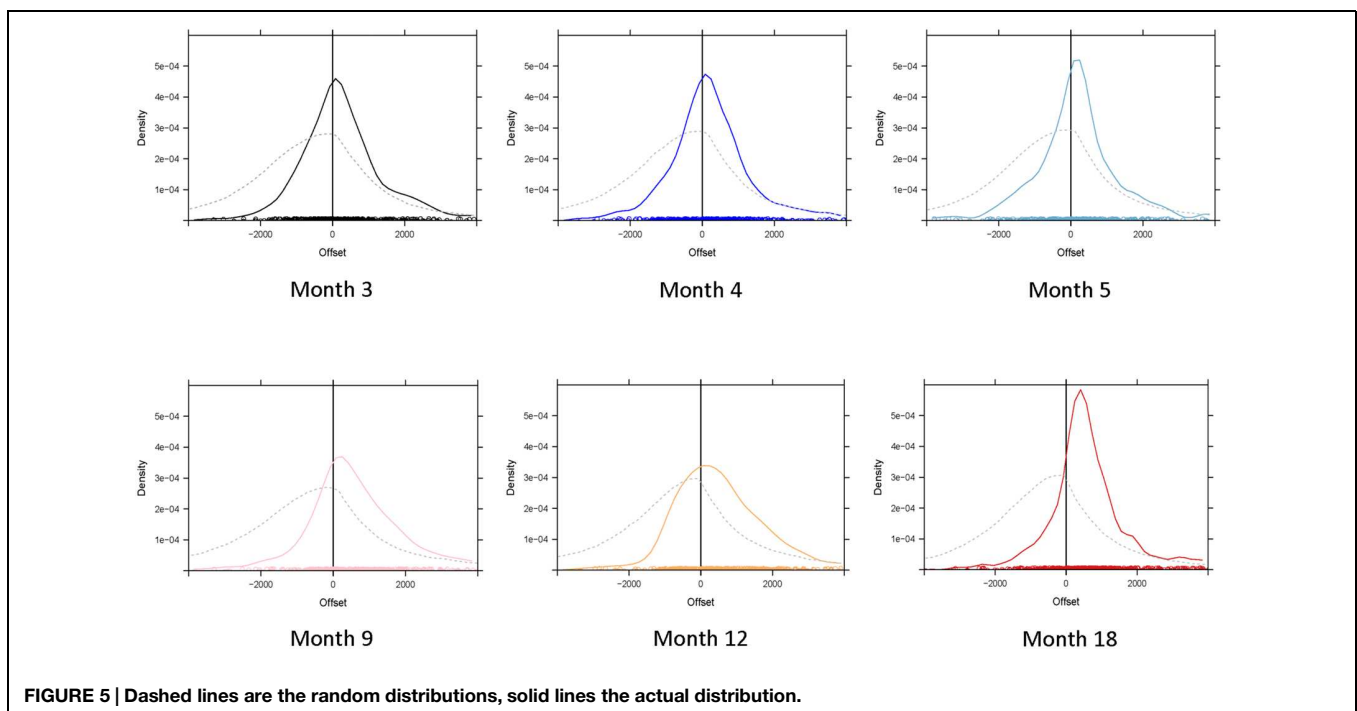 5e−04
4e−04
3e−04
2e−04
1e−04
Density
−2000 0 2000
Offset
Month 3
5e−04
4e−04
3e−04
2e−04
1e−04
Density
−2000 0 2000
Offset
Month 4
5e−04
4e−04
3e−04
2e−04
1e−04
Density
−2000 0 2000
Offset
Month 5
5e−04
4e−04
3e−04
2e−04
1e−04
Density
−2000 0 2000
Offset
Month 9
5e−04
4e−04
3e−04
2e−04
1e−04
Density
−2000 0 2000
Offset
Month 12
5e−04
4e−04
3e−04
2e−04
1e−04
Density
−2000 0 2000
Offset
Month 18
FIGURE 5 | Dashed lines are the random distributions, solid lines the actual distribution.